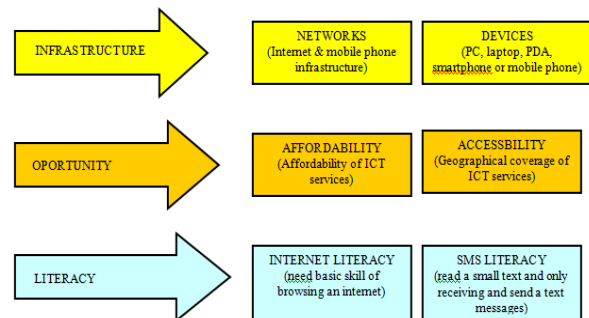 INFRASTRUCTURE
NETWORKS
(Internet & mobile phone
infrastructure)
DEVICES
(PC, laptop, PDA,
smartphone or mobile phone)
OPORTUNITY
AFFORDABILITY
(Affordability of ICT
services)
ACCESSBILITY
(Geographical coverage of
ICT services)
LITERACY
INTERNET LITERACY
(need basic skill of
browsing an internet)
SMS LITERACY
(read a small text and only
receiving and send a text
messages)